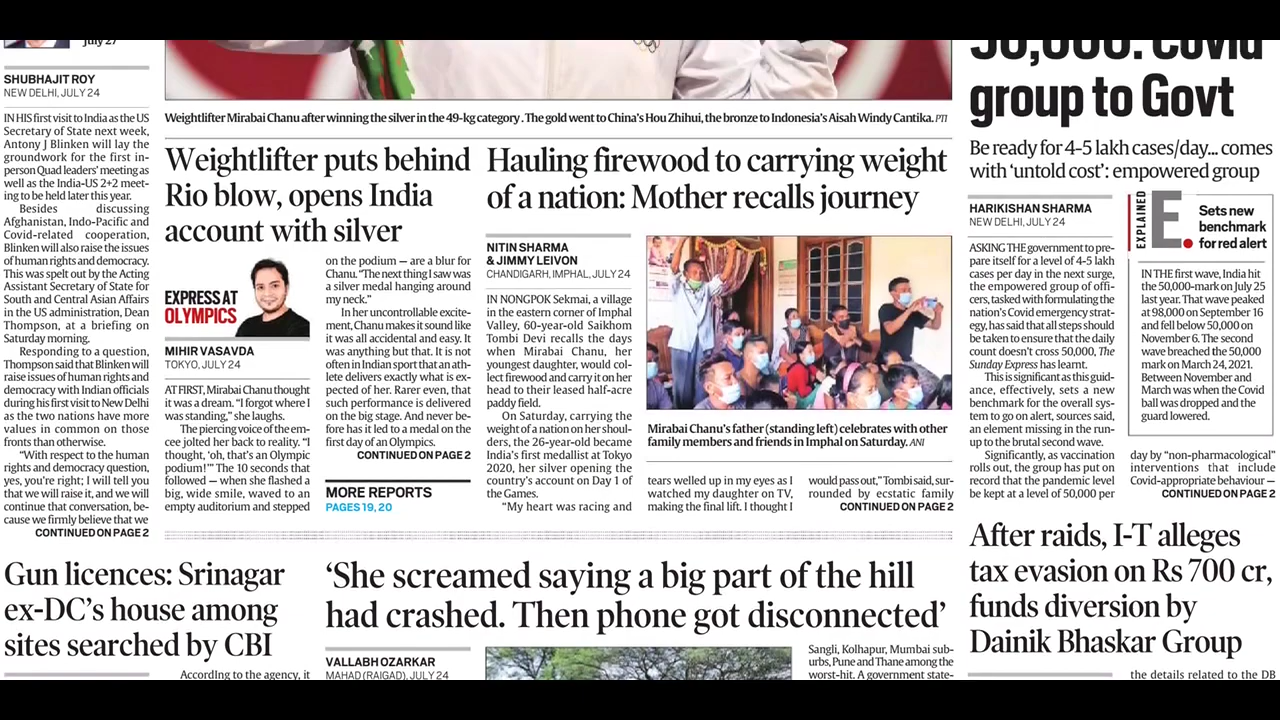 July 27
SHUBHAJIT ROY
NEW DELHI, JULY 24
IN HIS first visit to India as the US
Secretary of State next week,
Antony J Blinken will lay the
groundwork for the first in-
person Quad leaders' meeting as
well as the India-US 2+2 meet-
ing to be held later this year.
Besides discussing
Afghanistan, Indo-Pacific and
Covid-related cooperation,
Blinken will also raise the issues
of human rights and democracy.
This was spelt out by the Acting
Assistant Secretary of State for
South and Central Asian Affairs
in the US administration, Dean
Thompson, at a briefing on
Saturday morning.
Responding to a question,
Thompson said that Blinken will
raise issues of human rights and
democracy with Indian officials
during his first visit to New Delhi
as the two nations have more
values in common on those
fronts than otherwise.
"With respect to the human
rights and democracy question,
yes, you're right; I will tell you
that we will raise it, and we will
continue that conversation, be-
cause we firmly believe that we
CONTINUED ON PAGE 2
Weightlifter Mirabai Chanu after winning the silver in the 49-kg category. The gold went to China's Hou Zhihui, the bronze to Indonesia's Aisah Windy Cantika. PTI
Weightlifter puts behind
Rio blow, opens India
account with silver
EXPRESS AT
OLYMPICS
MIHIR VASAVDA
TOKYO, JULY 24
AT FIRST, Mirabai Chanu thought
it was a dream. "I forgot where I
was standing," she laughs.
The piercing voice of the em-
cee jolted her back to reality. "I
thought, 'oh, that's an Olympic
podium!'" The 10 seconds that
followed — when she flashed a
big, wide smile, waved to an
empty auditorium and stepped
on the podium — are a blur for
Chanu. "The next thing I saw was
a silver medal hanging around
my neck."
In her uncontrollable excite-
ment, Chanu makes it sound like
it was all accidental and easy. It
was anything but that. It is not
often in Indian sport that an ath-
lete delivers exactly what is ex-
pected of her. Rarer even, that
such performance is delivered
on the big stage. And never be-
fore has it led to a medal on the
first day of an Olympics.
CONTINUED ON PAGE 2
MORE REPORTS
PAGES 19, 20
Hauling firewood to carrying weight
of a nation: Mother recalls journey
NITIN SHARMA
& JIMMY LEIVON
CHANDIGARH, IMPHAL, JULY 24
IN NONGPOK Sekmai, a village
in the eastern corner of Imphal
Valley, 60-year-old Saikhom
Tombi Devi recalls the days
when Mirabai Chanu, her
youngest daughter, would col-
lect firewood and carry it on her
head to their leased half-acre
paddy field.
On Saturday, carrying the
weight of a nation on her shoul-
ders, the 26-year-old became
India's first medallist at Tokyo
2020, her silver opening the
country's account on Day 1 of
the Games.
"My heart was racing and
Mirabai Chanu's father (standing left) celebrates with other
family members and friends in Imphal on Saturday. ANI
tears welled up in my eyes as I
watched my daughter on TV,
making the final lift. I thought I
would pass out," Tombi said, sur-
rounded by ecstatic family
CONTINUED ON PAGE 2
50,000: Covid
group to Govt
Be ready for 4-5 lakh cases/day... comes
with 'untold cost': empowered group
HARIKISHAN SHARMA
NEW DELHI, JULY 24
ASKING THE government to pre-
pare itself for a level of 4-5 lakh
cases per day in the next surge,
the empowered group of offi-
cers, tasked with formulating the
nation's Covid emergency strat-
egy, has said that all steps should
be taken to ensure that the daily
count doesn't cross 50,000, The
Sunday Express has learnt.
This is significant as this guid-
ance, effectively, sets a new
benchmark for the overall sys-
tem to go on alert, sources said,
an element missing in the run-
up to the brutal second wave.
Significantly, as vaccination
rolls out, the group has put on
record that the pandemic level
be kept at a level of 50,000 per
EXPLAINED
E.
Sets new
benchmark
for red alert
IN THE first wave, India hit
the 50,000-mark on July 25
last year. That wave peaked
at 98,000 on September 16
and fell below 50,000 on
November 6. The second
wave breached the 50,000
mark on March 24, 2021.
Between November and
March was when the Covid
ball was dropped and the
guard lowered.
day by "non-pharmacological"
interventions that include
Covid-appropriate behaviour —
CONTINUED ON PAGE 2
Gun licences: Srinagar
ex-DC's house among
sites searched by CBI
According to the agency, it
'She screamed saying a big part of the hill
had crashed. Then phone got disconnected'
VALLABH OZARKAR
MAHAD (RAIGAD), JULY 24
Sangli, Kolhapur, Mumbai sub-
urbs, Pune and Thane among the
worst-hit. A government state-
After raids, I-T alleges
tax evasion on Rs 700 cr,
funds diversion by
Dainik Bhaskar Group
the details related to the DB